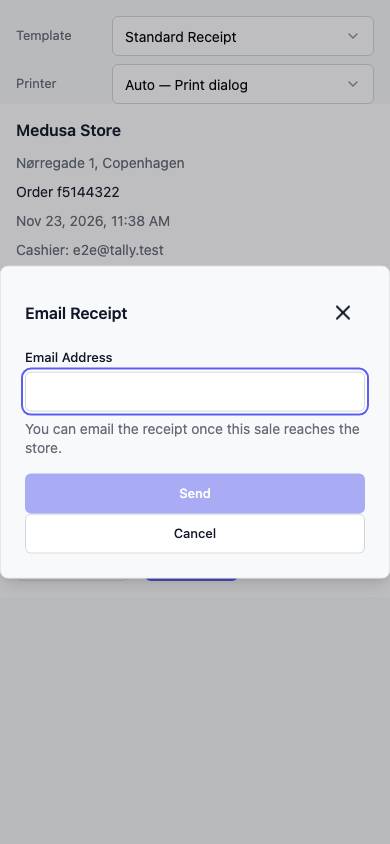 Template
Standard Receipt
Printer
Auto — Print dialog
Medusa Store
Nørregade 1, Copenhagen
Order f5144322
Nov 23, 2026, 11:38 AM
Cashier: e2e@tally.test
Email Receipt
Email Address
You can email the receipt once this sale reaches the
store.
Send
Cancel